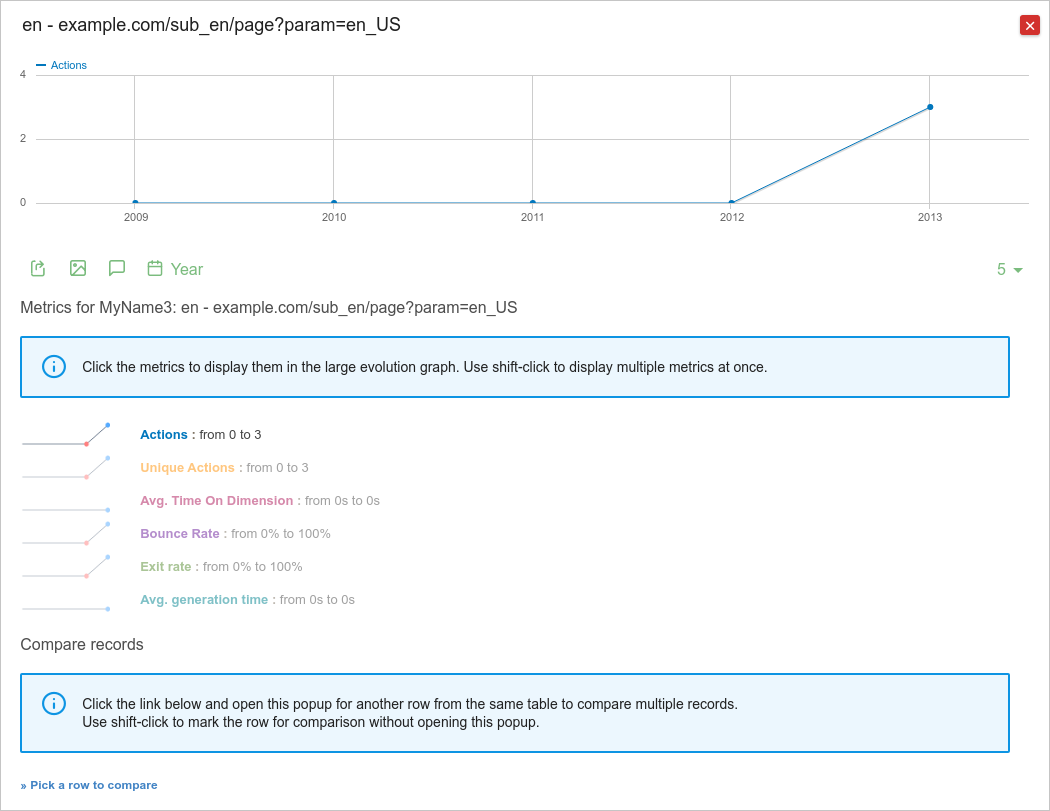 en - example.com/sub_en/page?param=en_US
Actions
4
2
0
2009 2010 2011 2012 2013
Year
5
Metrics for MyName3: en - example.com/sub_en/page?param=en_US
Click the metrics to display them in the large evolution graph. Use shift-click to display multiple metrics at once.
Actions : from 0 to 3
Unique Actions : from 0 to 3
Avg. Time On Dimension : from 0s to 0s
Bounce Rate : from 0% to 100%
Exit rate : from 0% to 100%
Avg. generation time : from 0s to 0s
Compare records
Click the link below and open this popup for another row from the same table to compare multiple records.
Use shift-click to mark the row for comparison without opening this popup.
» Pick a row to compare